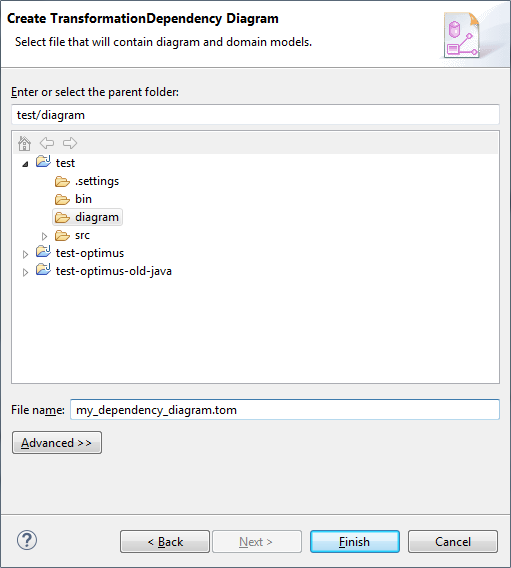 Create TransformationDependency Diagram
Select file that will contain diagram and domain models.
Enter or select the parent folder:
test/diagram
test
.settings
bin
diagram
src
test-optimus
test-optimus-old-java
File name: my_dependency_diagram.tom
Advanced >>
? < Back Next > Finish Cancel